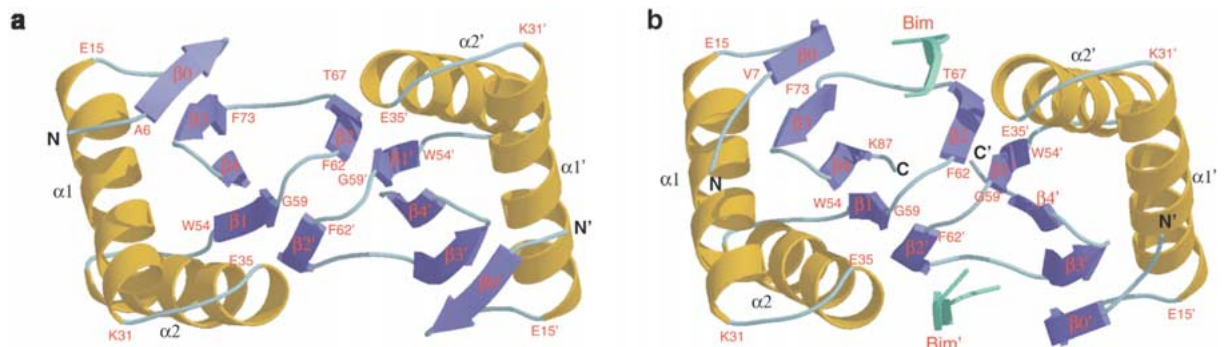 a
E15
β0
A6
N
α1
β3
F73
β4
W54
β1
G59
T67
β2
F62
G59'
β1'
W54'
E35'
α2'
K31'
α1'
F62'
β2'
β4'
β3'
N'
β0'
E15'
E35
α2
K31
b
E15
V7
β0
F73
β3
Bim
T67
α2'
K31'
N
α1
β4
K87
C
β2
C'
E35'
W54'
F62
β1'
G59'
α1'
W54
β1
G59
β4'
N'
F62'
β2'
β3'
E35
α2
K31
Bim'
β0'
E15'